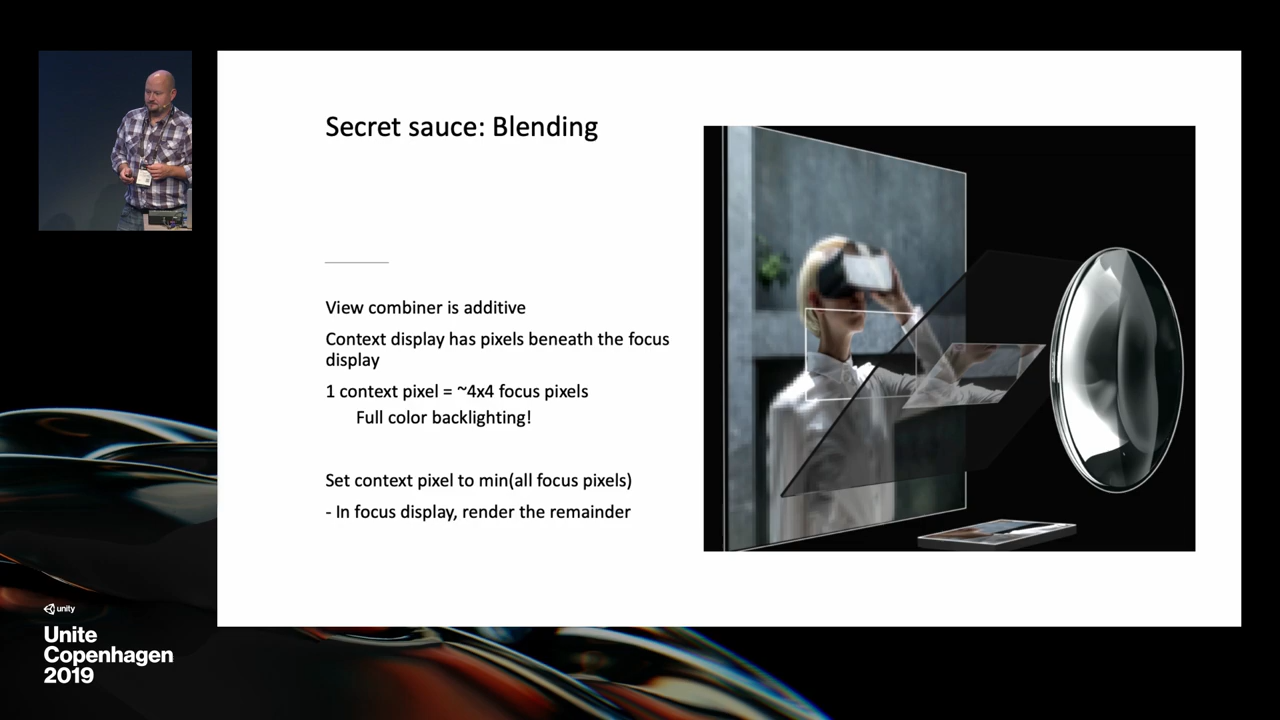 Secret sauce: Blending
View combiner is additive
Context display has pixels beneath the focus
display
1 context pixel = ~4x4 focus pixels
Full color backlighting!
Set context pixel to min(all focus pixels)
- In focus display, render the remainder
unity
Unite
Copenhagen
2019